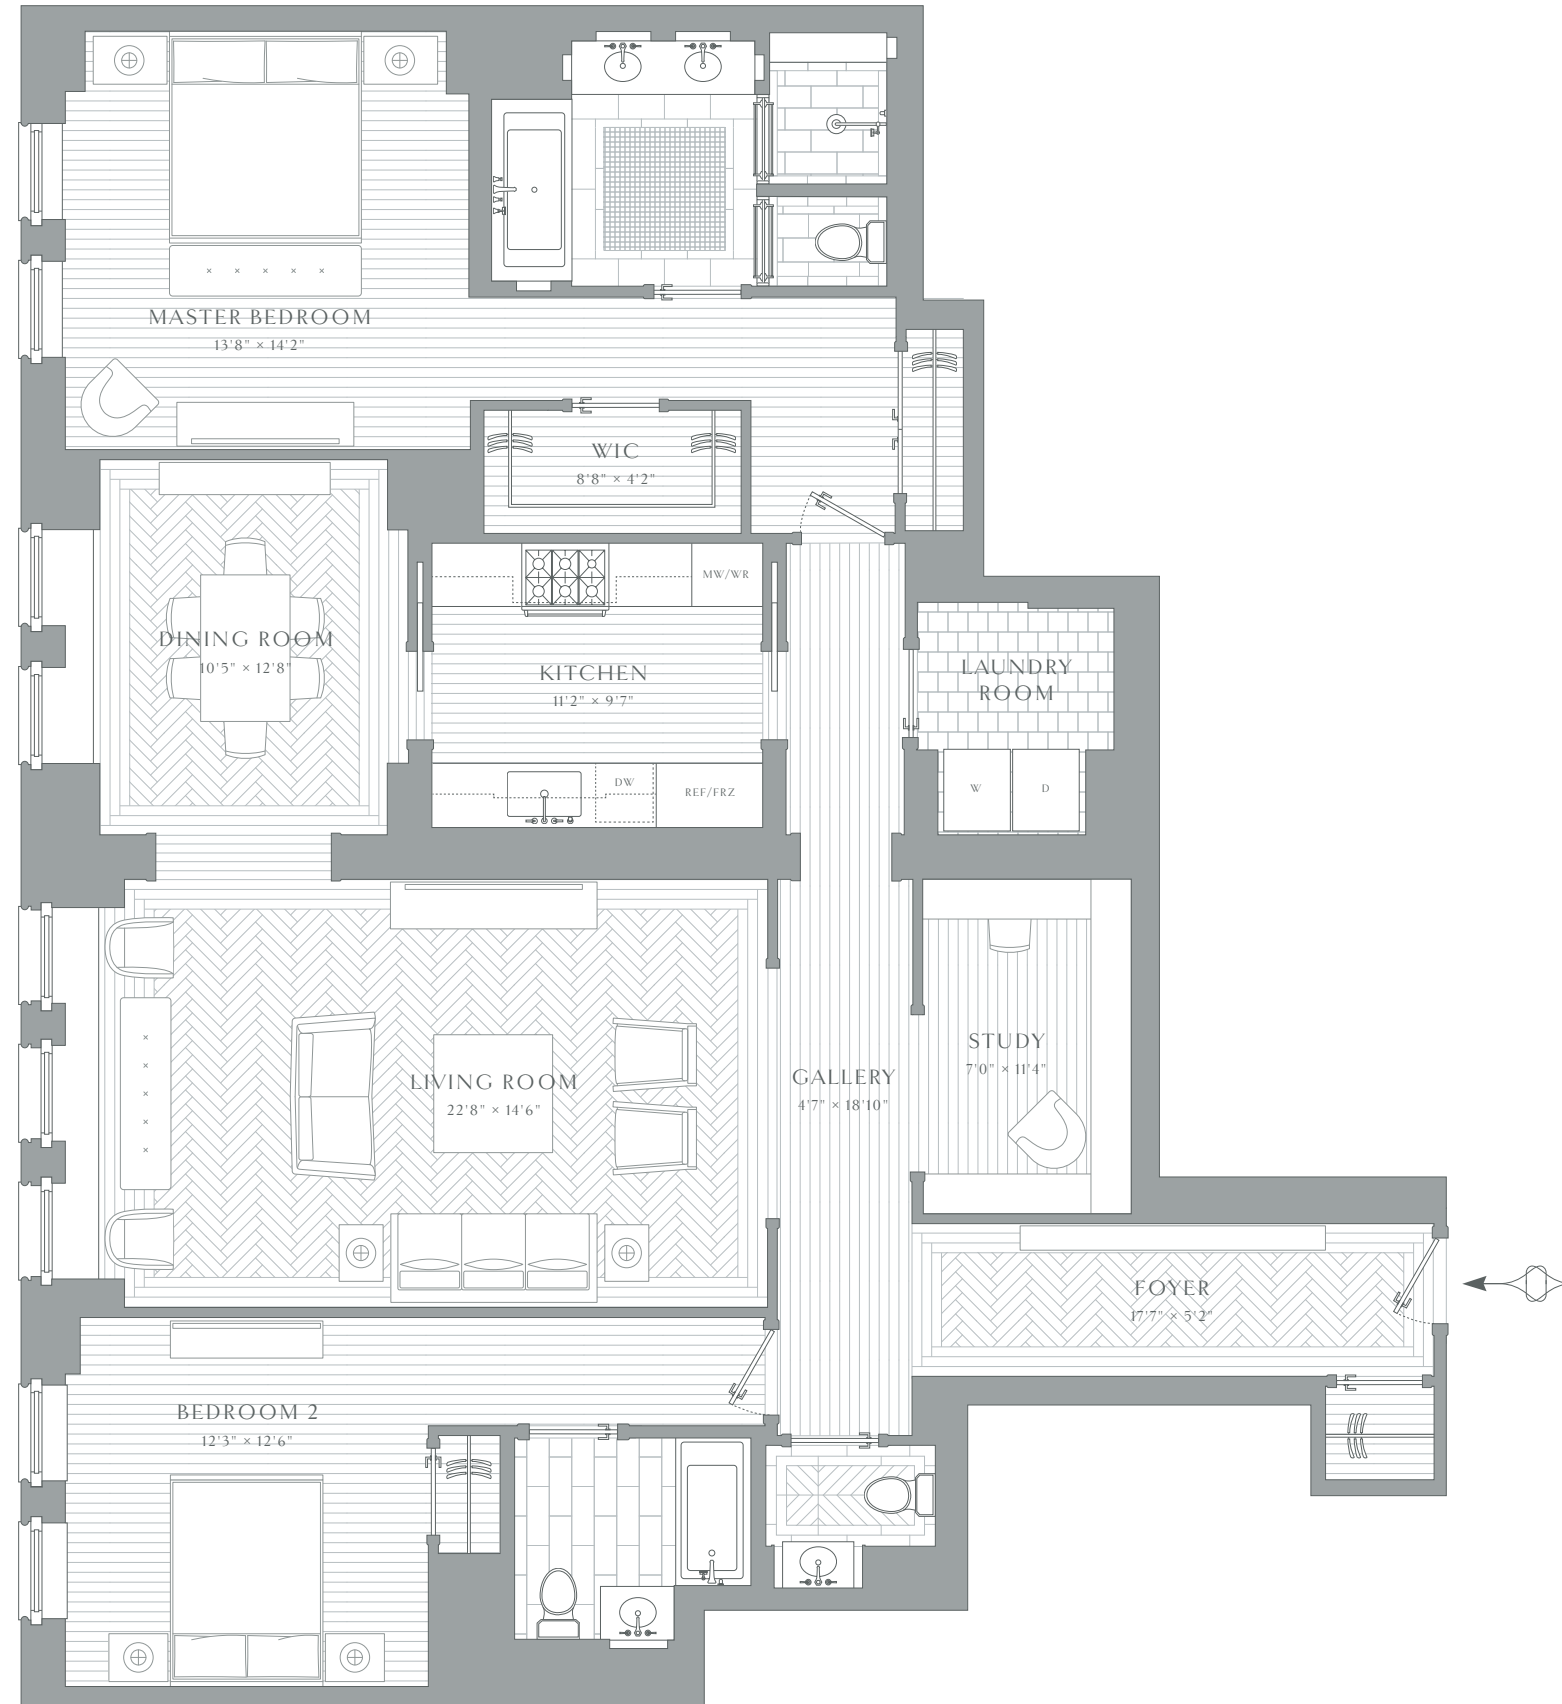 MASTER BEDROOM
13'8" × 14'2"
WIC
8'8" × 4'2"
MW/WR
DINING ROOM
10'5" × 12'8"
KITCHEN
11'2" × 9'7"
LAUNDRY
ROOM
DW
REF/FRZ
W
D
STUDY
7'0" × 11'4"
LIVING ROOM
22'8" × 14'6"
GALLERY
4'7" × 18'10"
FOYER
17'7" × 5'2"
BEDROOM 2
12'3" × 12'6"